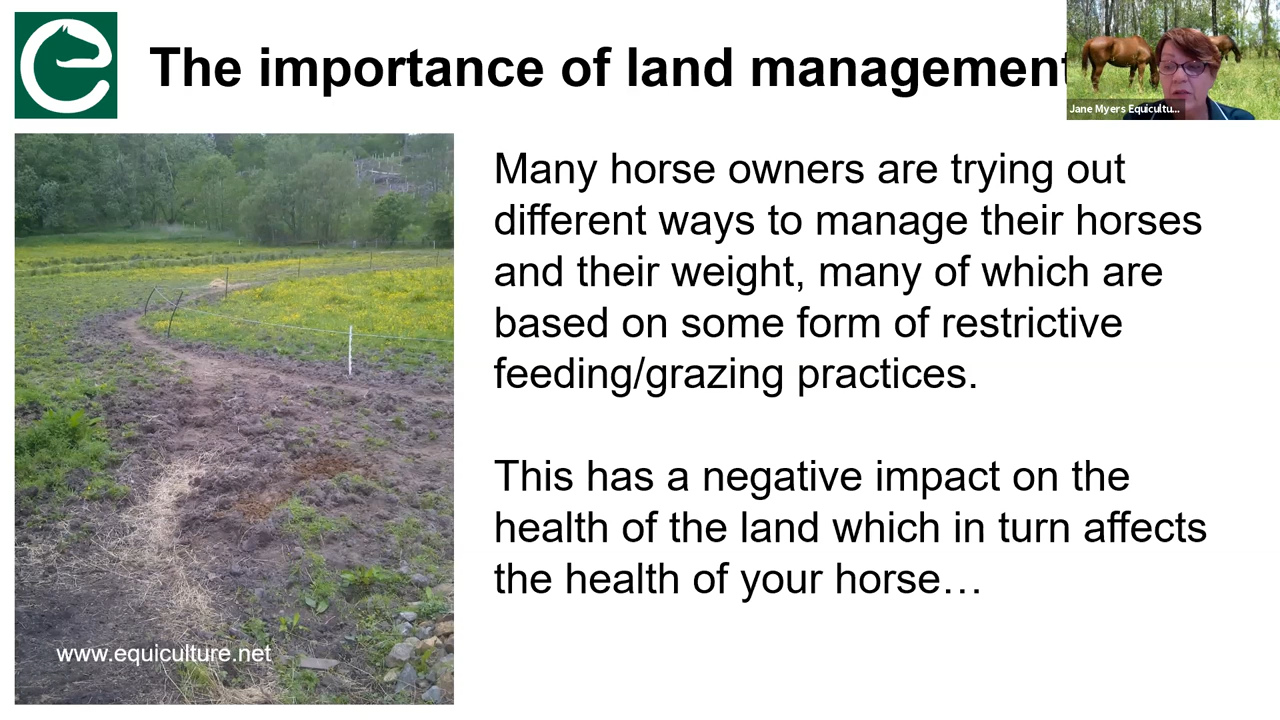 The importance of land management
Jane Myers Equicultu...
Many horse owners are trying out
different ways to manage their horses
and their weight, many of which are
based on some form of restrictive
feeding/grazing practices.
This has a negative impact on the
health of the land which in turn affects
the health of your horse…
www.equiculture.net